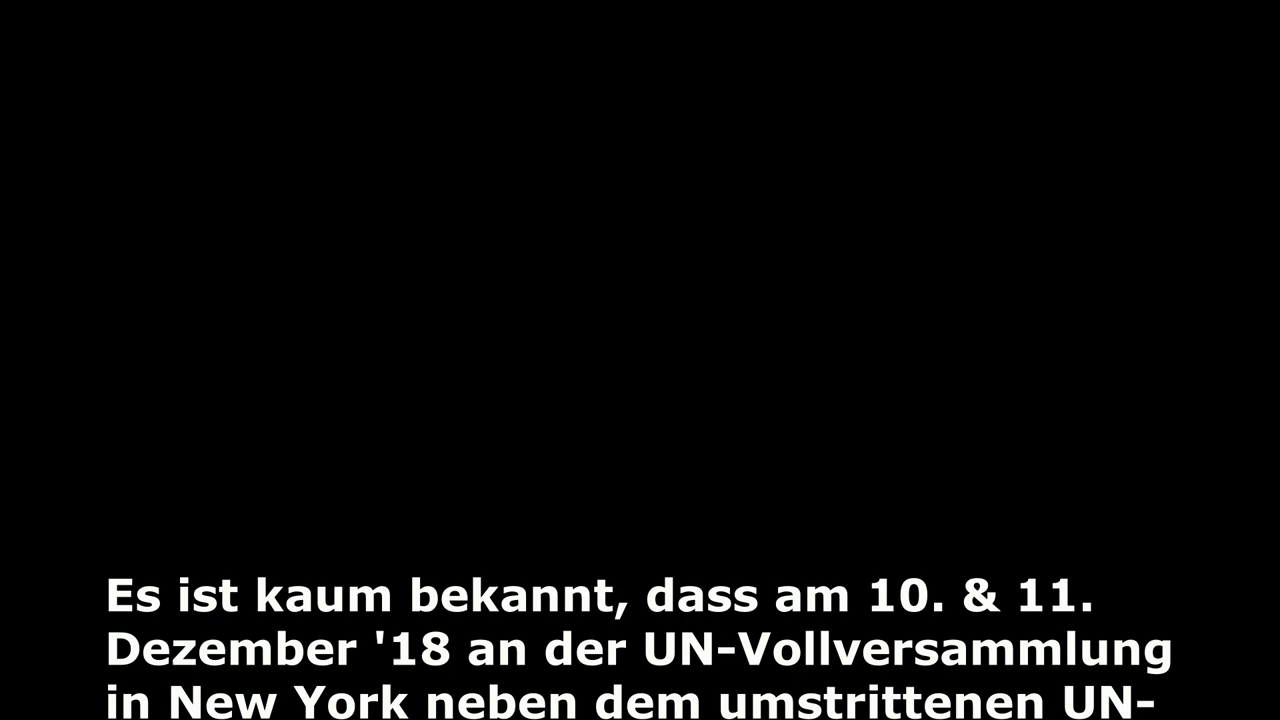 Es ist kaum bekannt, dass am 10. & 11.
Dezember '18 an der UN-Vollversammlung
in New York neben dem umstrittenen UN-